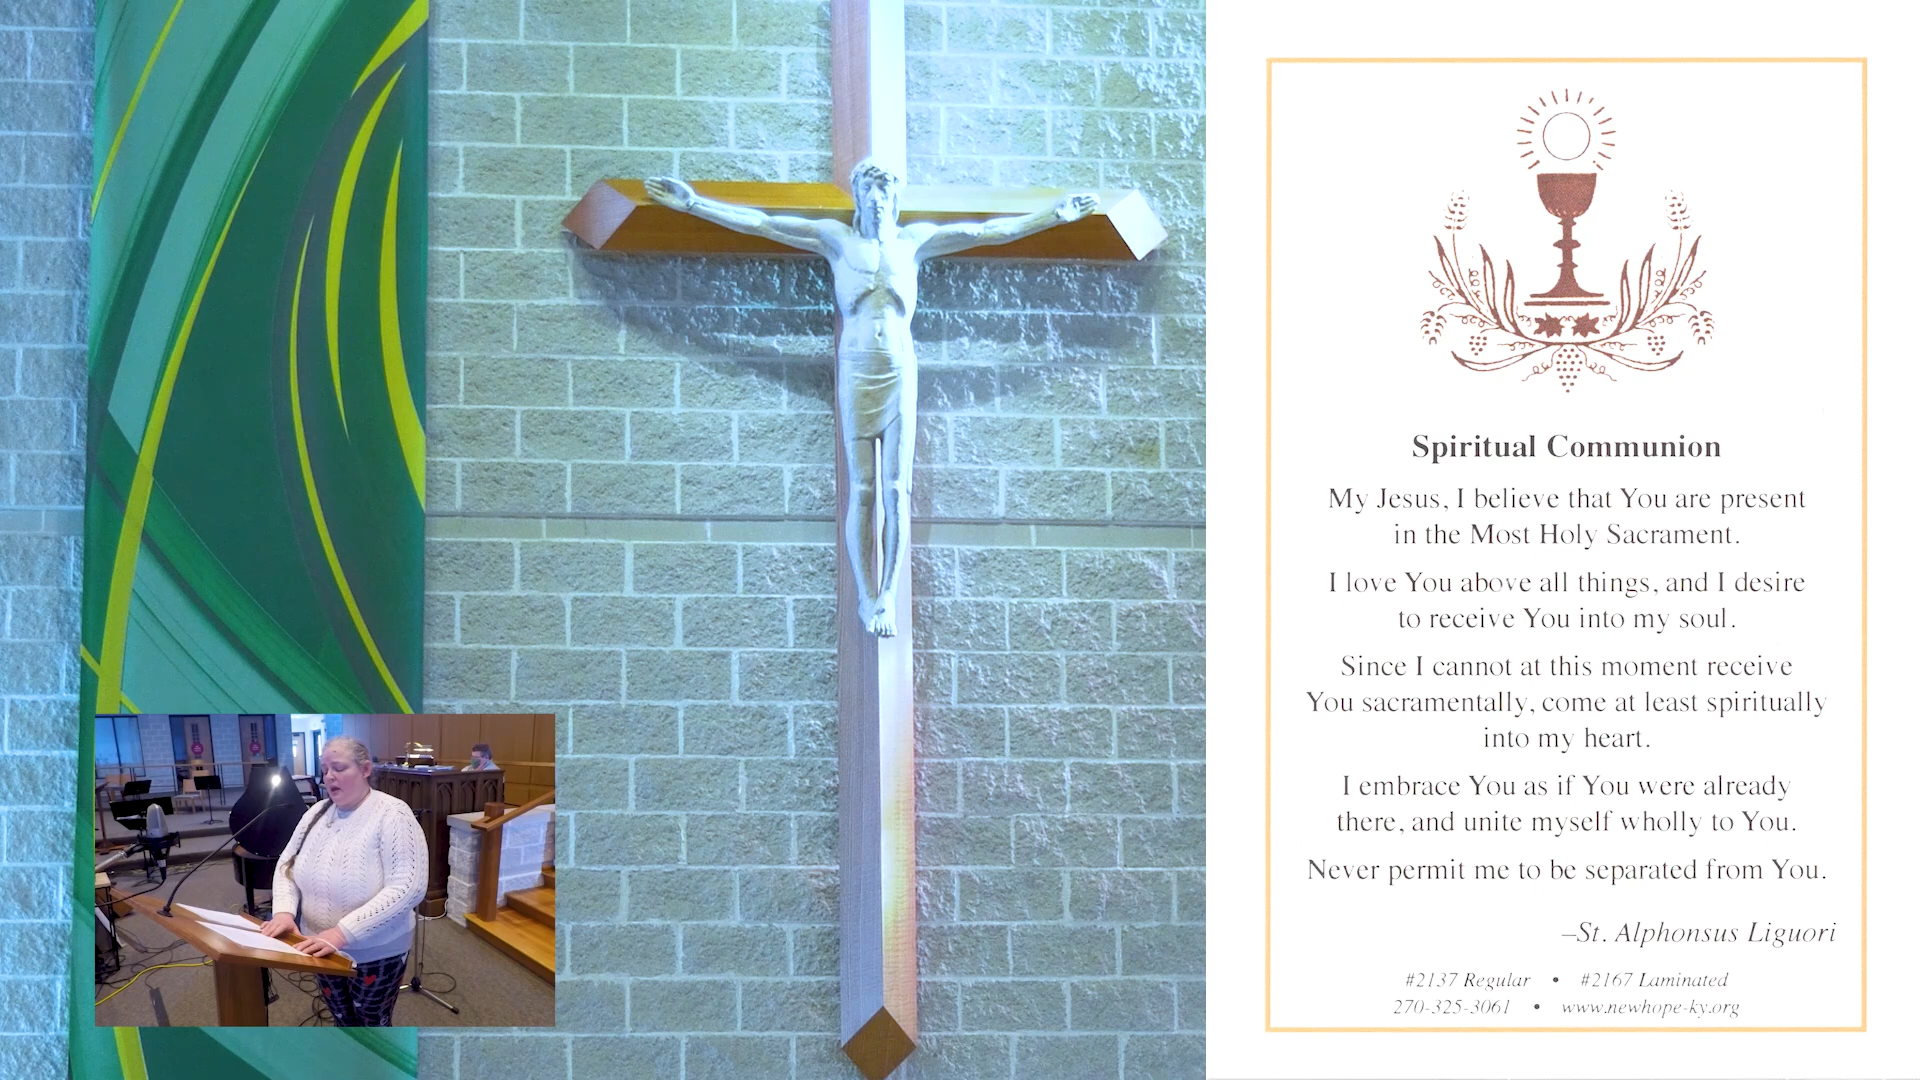 Spiritual Communion
My Jesus, I believe that You are present
in the Most Holy Sacrament.
I love You above all things, and I desire
to receive You into my soul.
Since I cannot at this moment receive
You sacramentally, come at least spiritually
into my heart.
I embrace You as if You were already
there, and unite myself wholly to You.
Never permit me to be separated from You.
–St. Alphonsus Liguori
#2137 Regular • #2167 Laminated
270-325-3061 • www.newhope-ky.org